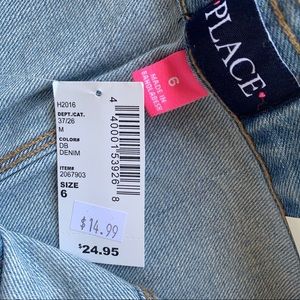 H2016
DEPT./CAT.
37/26
M
COLOR#
DB
DENIM
ITEM#
2067903
SIZE
6
$14.99
$24.95
4 40001 53926 8
6
MADE IN
BANGLADESH
PLACE